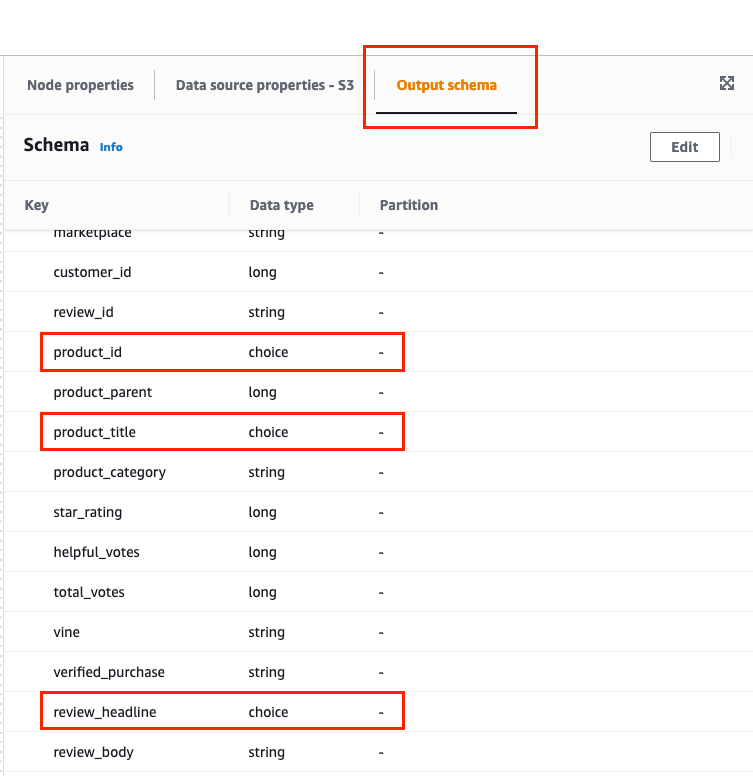 Node properties Data source properties - S3 Output schema
Schema Info Edit
Key Data type Partition
marketplace string -
customer_id long -
review_id string -
product_id choice -
product_parent long -
product_title choice -
product_category string -
star_rating long -
helpful_votes long -
total_votes long -
vine string -
verified_purchase string -
review_headline choice -
review_body string -